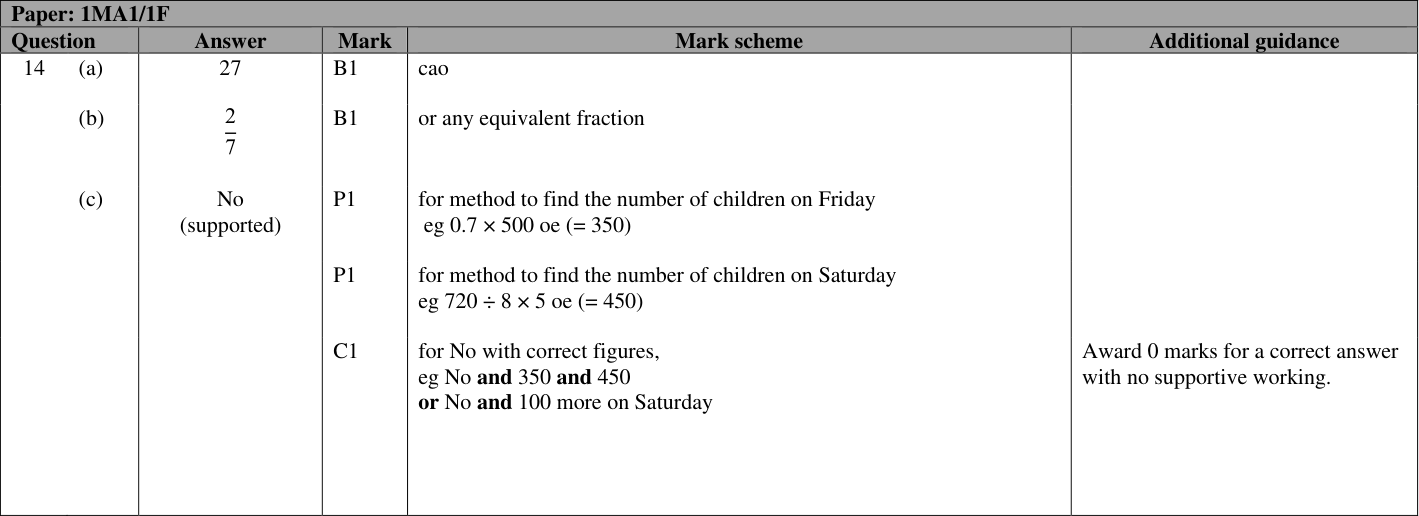 Paper: 1MA1/1F
Question Answer Mark Mark scheme Additional guidance
14 (a) 27 B1 cao
(b) 2/7 B1 or any equivalent fraction
(c) No P1 for method to find the number of children on Friday
(supported) eg 0.7 × 500 oe (= 350)
P1 for method to find the number of children on Saturday
eg 720 ÷ 8 × 5 oe (= 450)
C1 for No with correct figures, Award 0 marks for a correct answer
eg No and 350 and 450 with no supportive working.
or No and 100 more on Saturday